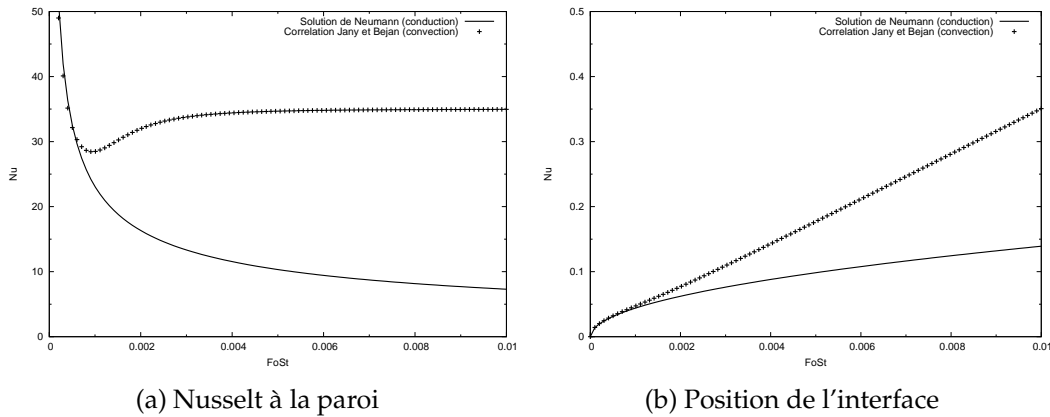 Solution de Neumann (conduction)
Correlation Jany et Bejan (convection)
50
40
30
20
10
0
Nu
0
0.002
0.004
0.006
0.008
0.01
FoSt
(a) Nusselt à la paroi
Solution de Neumann (conduction)
Correlation Jany et Bejan (convection)
0.5
0.4
0.3
0.2
0.1
0
Nu
0
0.002
0.004
0.006
0.008
0.01
FoSt
(b) Position de l'interface